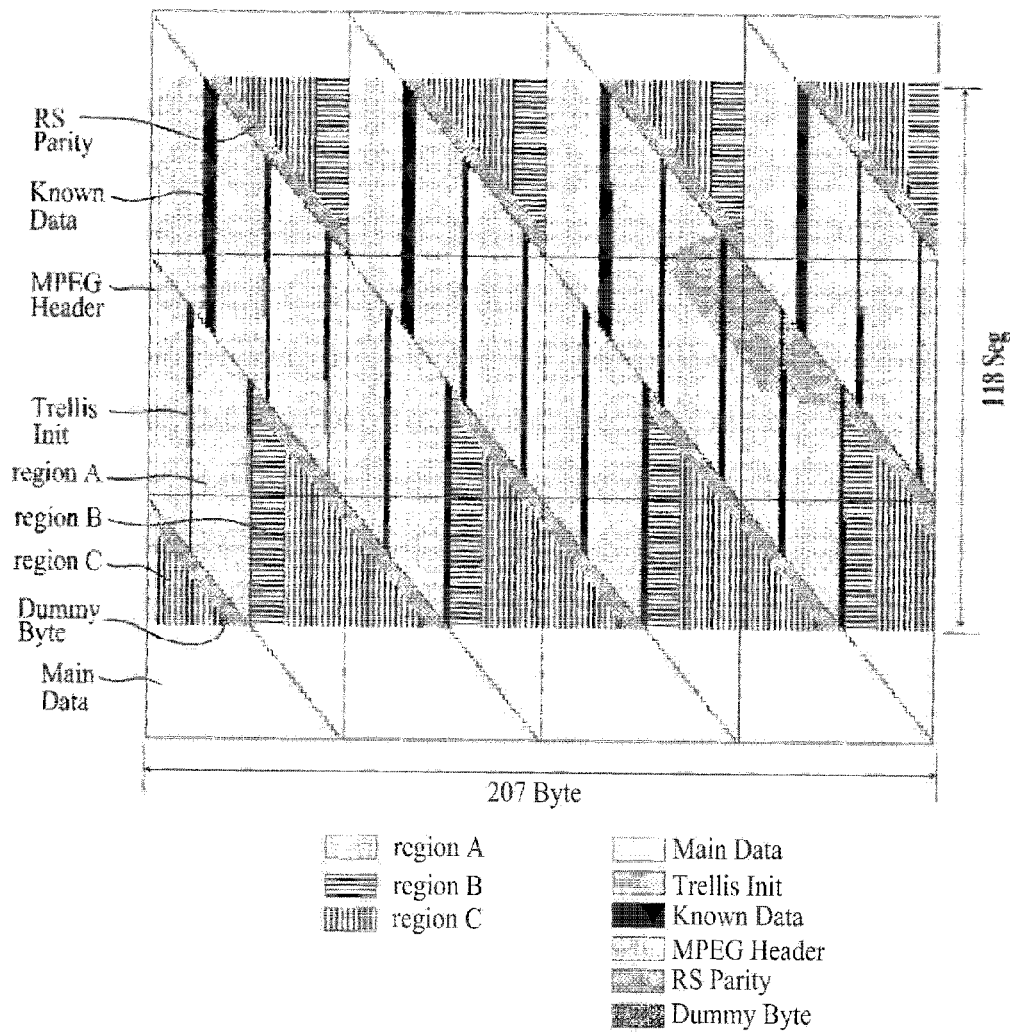 RS
Parity
Known
Data
MPEG
Header
Trellis
Init
region A
region B
region C
Dummy
Byte
Main
Data
118 Seg
207 Byte
region A
region B
region C
Main Data
Trellis Init
Known Data
MPEG Header
RS Parity
Dummy Byte